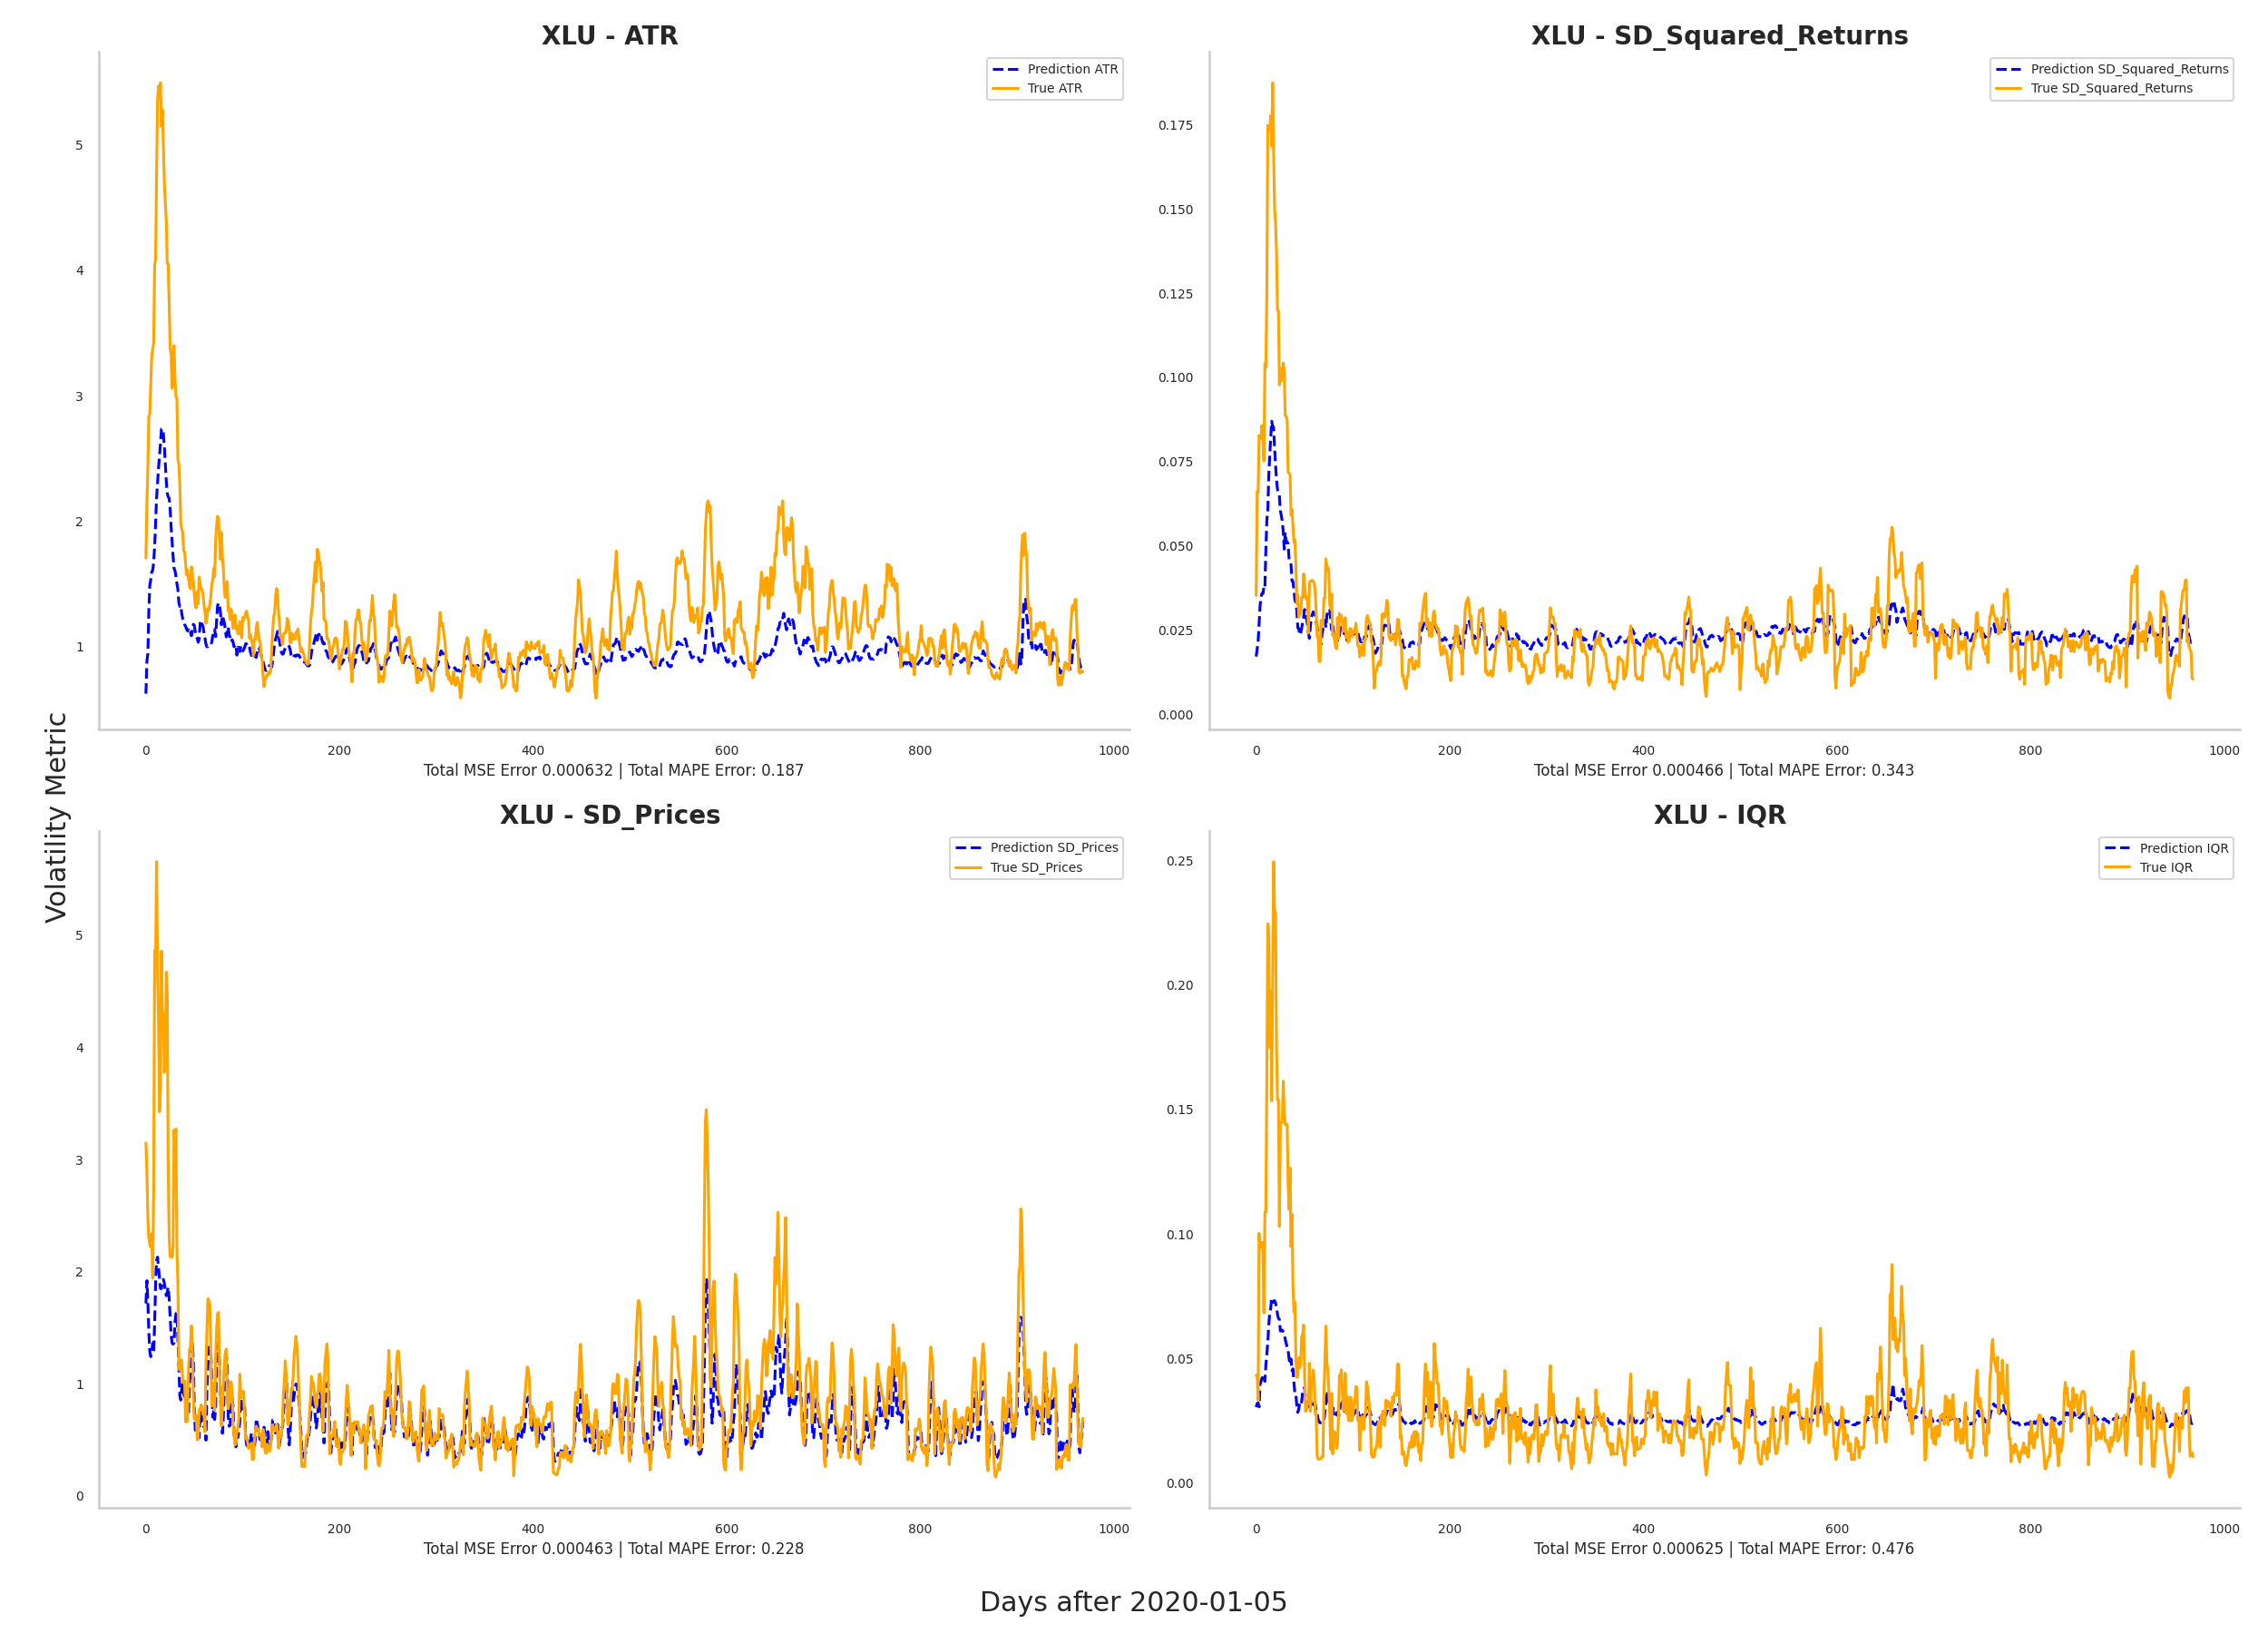 XLU - ATR
Prediction ATR
True ATR
5
4
3
2
1
0 200 400 600 800 1000
Total MSE Error 0.000632 | Total MAPE Error: 0.187
XLU - SD_Squared_Returns
Prediction SD_Squared_Returns
True SD_Squared_Returns
0.175
0.150
0.125
0.100
0.075
0.050
0.025
0.000
0 200 400 600 800 1000
Total MSE Error 0.000466 | Total MAPE Error: 0.343
Volatility Metric
XLU - SD_Prices
Prediction SD_Prices
True SD_Prices
5
4
3
2
1
0
0 200 400 600 800 1000
Total MSE Error 0.000463 | Total MAPE Error: 0.228
XLU - IQR
Prediction IQR
True IQR
0.25
0.20
0.15
0.10
0.05
0.00
0 200 400 600 800 1000
Total MSE Error 0.000625 | Total MAPE Error: 0.476
Days after 2020-01-05